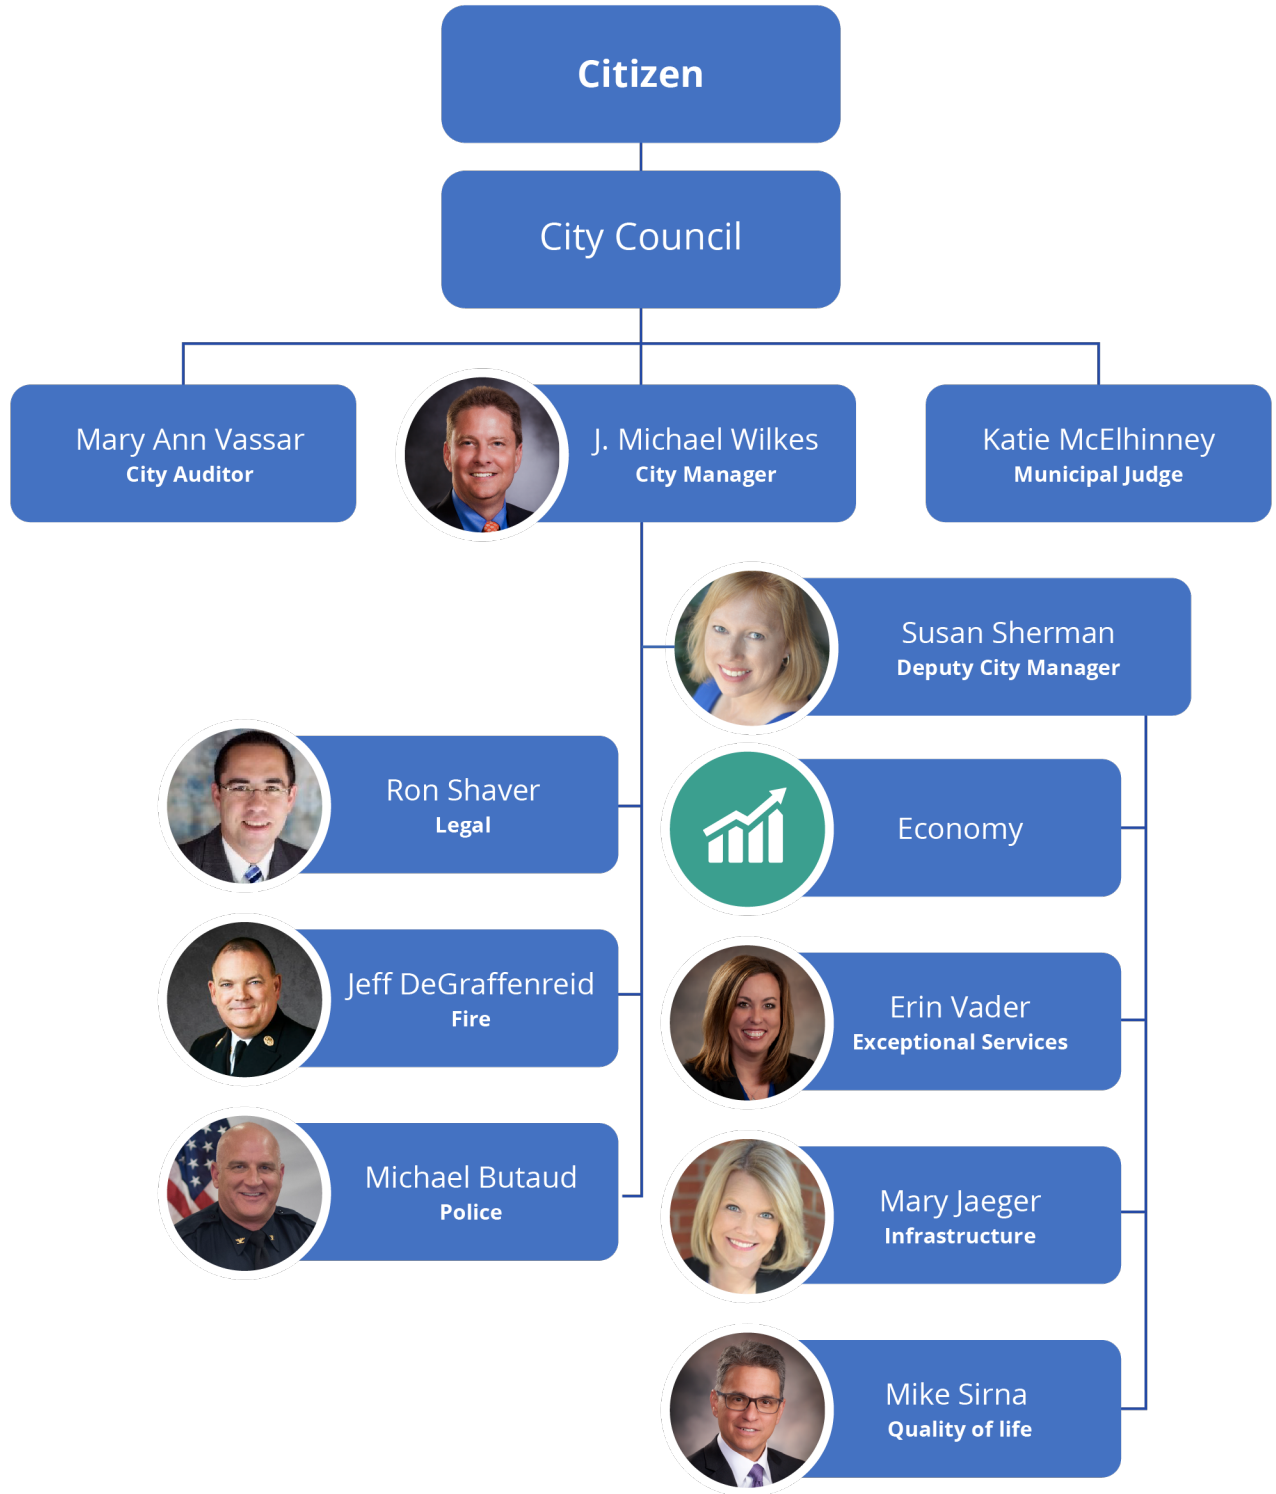 Citizen
City Council
Mary Ann Vassar
City Auditor
J. Michael Wilkes
City Manager
Katie McElhinney
Municipal Judge
Susan Sherman
Deputy City Manager
Ron Shaver
Legal
Economy
Jeff DeGraffenreid
Fire
Erin Vader
Exceptional Services
Michael Butaud
Police
Mary Jaeger
Infrastructure
Mike Sirna
Quality of life